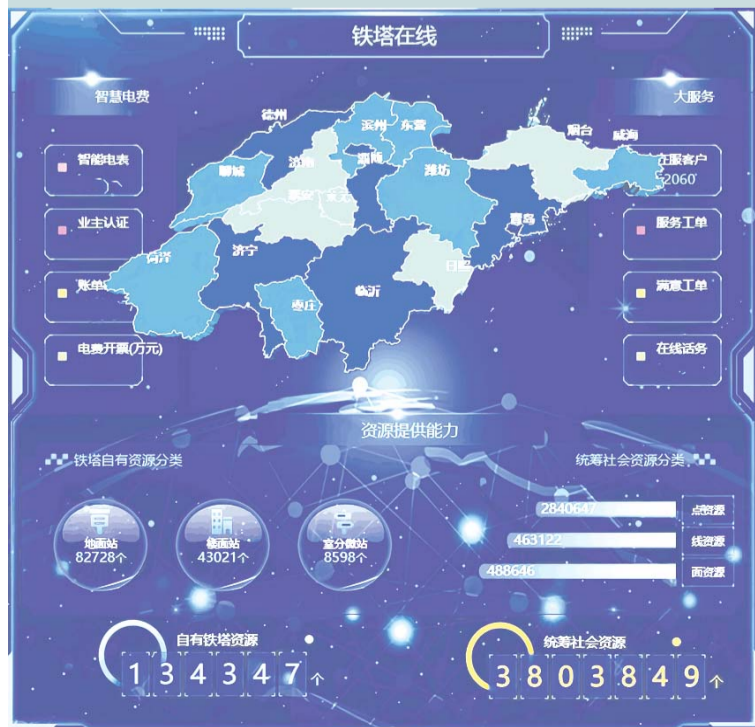 铁塔在线
智慧电费
大服务
德州
滨州
东营
烟台
威海
智能电表
聊城
济南
淄博
潍坊
在服客户
2060
泰安
莱芜
业主认证
青岛
服务工单
菏泽
济宁
日照
账单
枣庄
临沂
满意工单
电费开票(万元)
在线话务
资源提供能力
铁塔自有资源分类
统筹社会资源分类
2840647
点资源
地面站
82728个
楼面站
43021个
室分微站
8598个
463122
线资源
488646
面资源
自有铁塔资源
134347个
统筹社会资源
3803849个